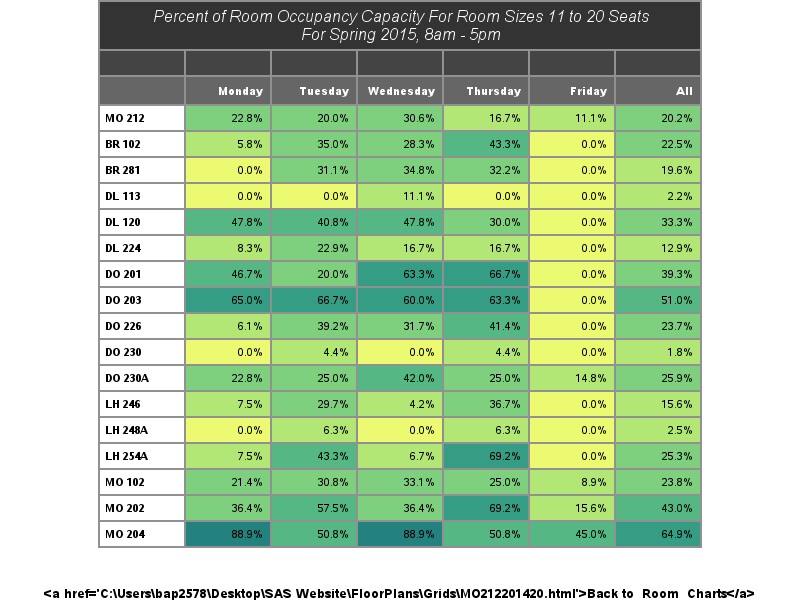 Percent of Room Occupancy Capacity For Room Sizes 11 to 20 Seats
For Spring 2015, 8am - 5pm
Monday Tuesday Wednesday Thursday Friday All
MO 212 22.8% 20.0% 30.6% 16.7% 11.1% 20.2%
BR 102 5.8% 35.0% 28.3% 43.3% 0.0% 22.5%
BR 281 0.0% 31.1% 34.8% 32.2% 0.0% 19.6%
DL 113 0.0% 0.0% 11.1% 0.0% 0.0% 2.2%
DL 120 47.8% 40.8% 47.8% 30.0% 0.0% 33.3%
DL 224 8.3% 22.9% 16.7% 16.7% 0.0% 12.9%
DO 201 46.7% 20.0% 63.3% 66.7% 0.0% 39.3%
DO 203 65.0% 66.7% 60.0% 63.3% 0.0% 51.0%
DO 226 6.1% 39.2% 31.7% 41.4% 0.0% 23.7%
DO 230 0.0% 4.4% 0.0% 4.4% 0.0% 1.8%
DO 230A 22.8% 25.0% 42.0% 25.0% 14.8% 25.9%
LH 246 7.5% 29.7% 4.2% 36.7% 0.0% 15.6%
LH 248A 0.0% 6.3% 0.0% 6.3% 0.0% 2.5%
LH 254A 7.5% 43.3% 6.7% 69.2% 0.0% 25.3%
MO 102 21.4% 30.8% 33.1% 25.0% 8.9% 23.8%
MO 202 36.4% 57.5% 36.4% 69.2% 15.6% 43.0%
MO 204 88.9% 50.8% 88.9% 50.8% 45.0% 64.9%
<a href='C:\Users\bap2578\Desktop\SAS Website\FloorPlans\Grids\MO212201420.html'>Back to Room Charts</a>